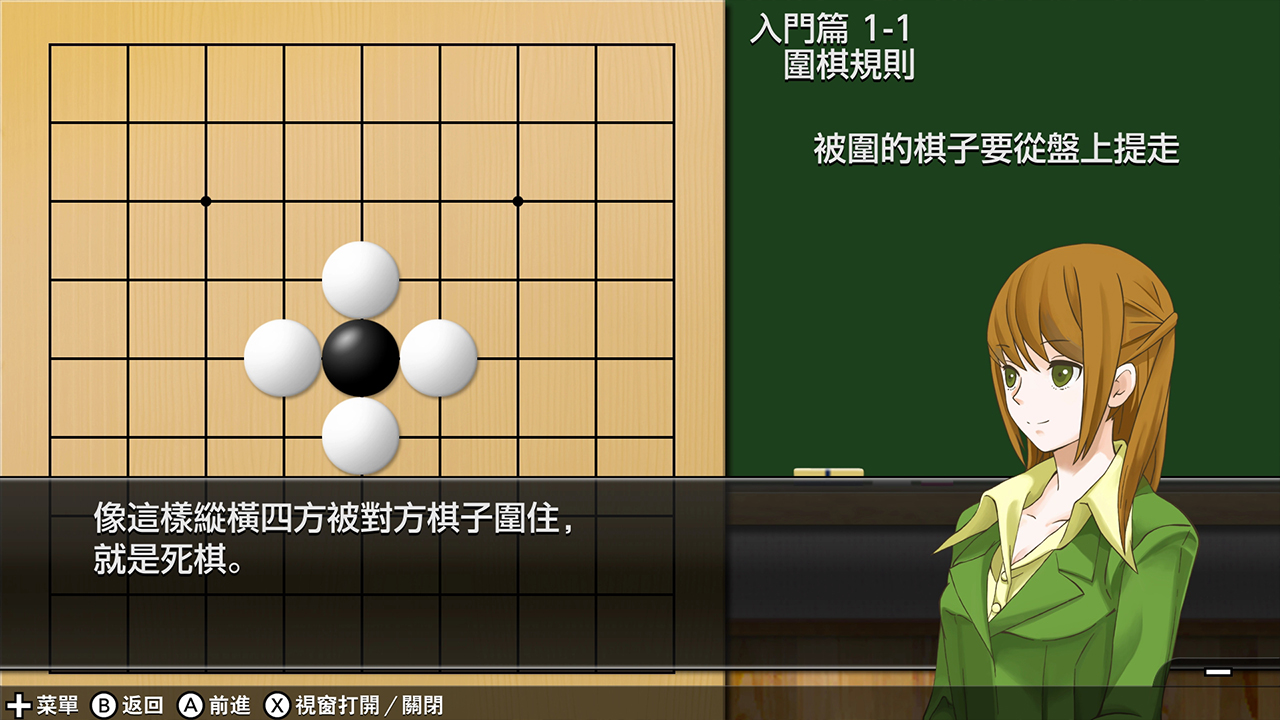 入門篇 1-1
圍棋規則
被圍的棋子要從盤上提走
像這樣縱橫四方被對方棋子圍住，
就是死棋。
菜單 B 返回 A 前進 X 視窗打開／關閉